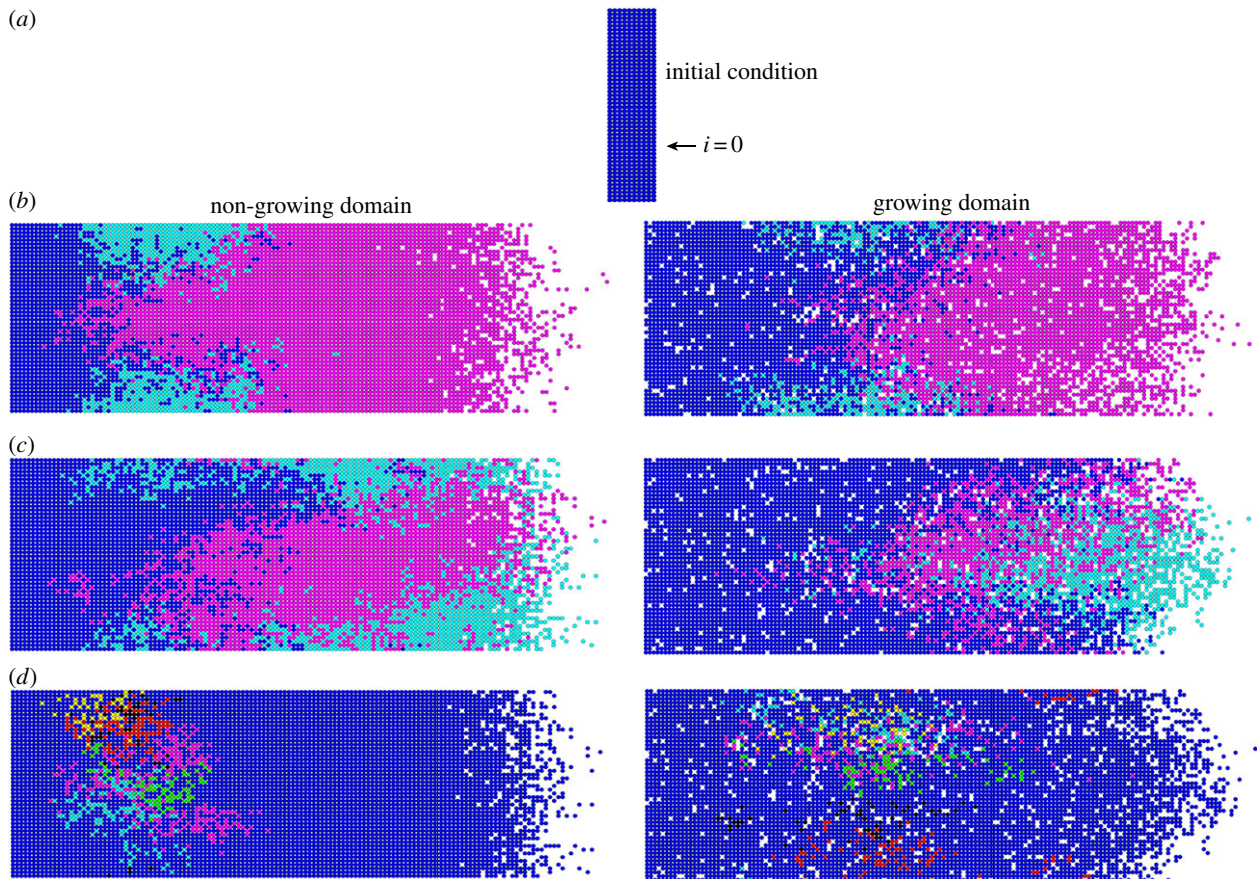 (a)
initial condition
← i = 0
(b)
non-growing domain
growing domain
(c)
(d)